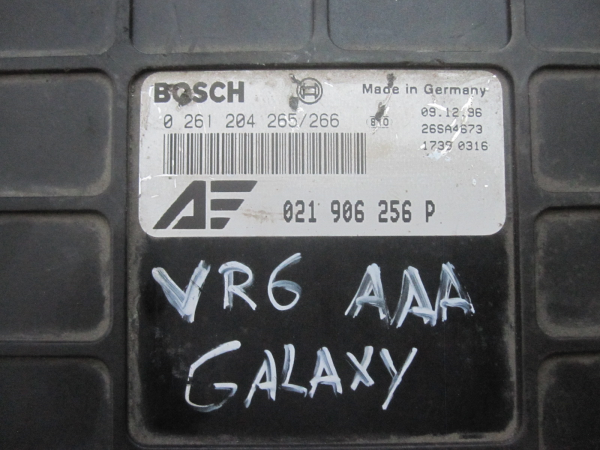 BOSCH
Made in Germany
0 261 204 265/266
09.12.96
26SA4673
1739 0316
AF
021 906 256 P
VR6 AAA
GALAXY